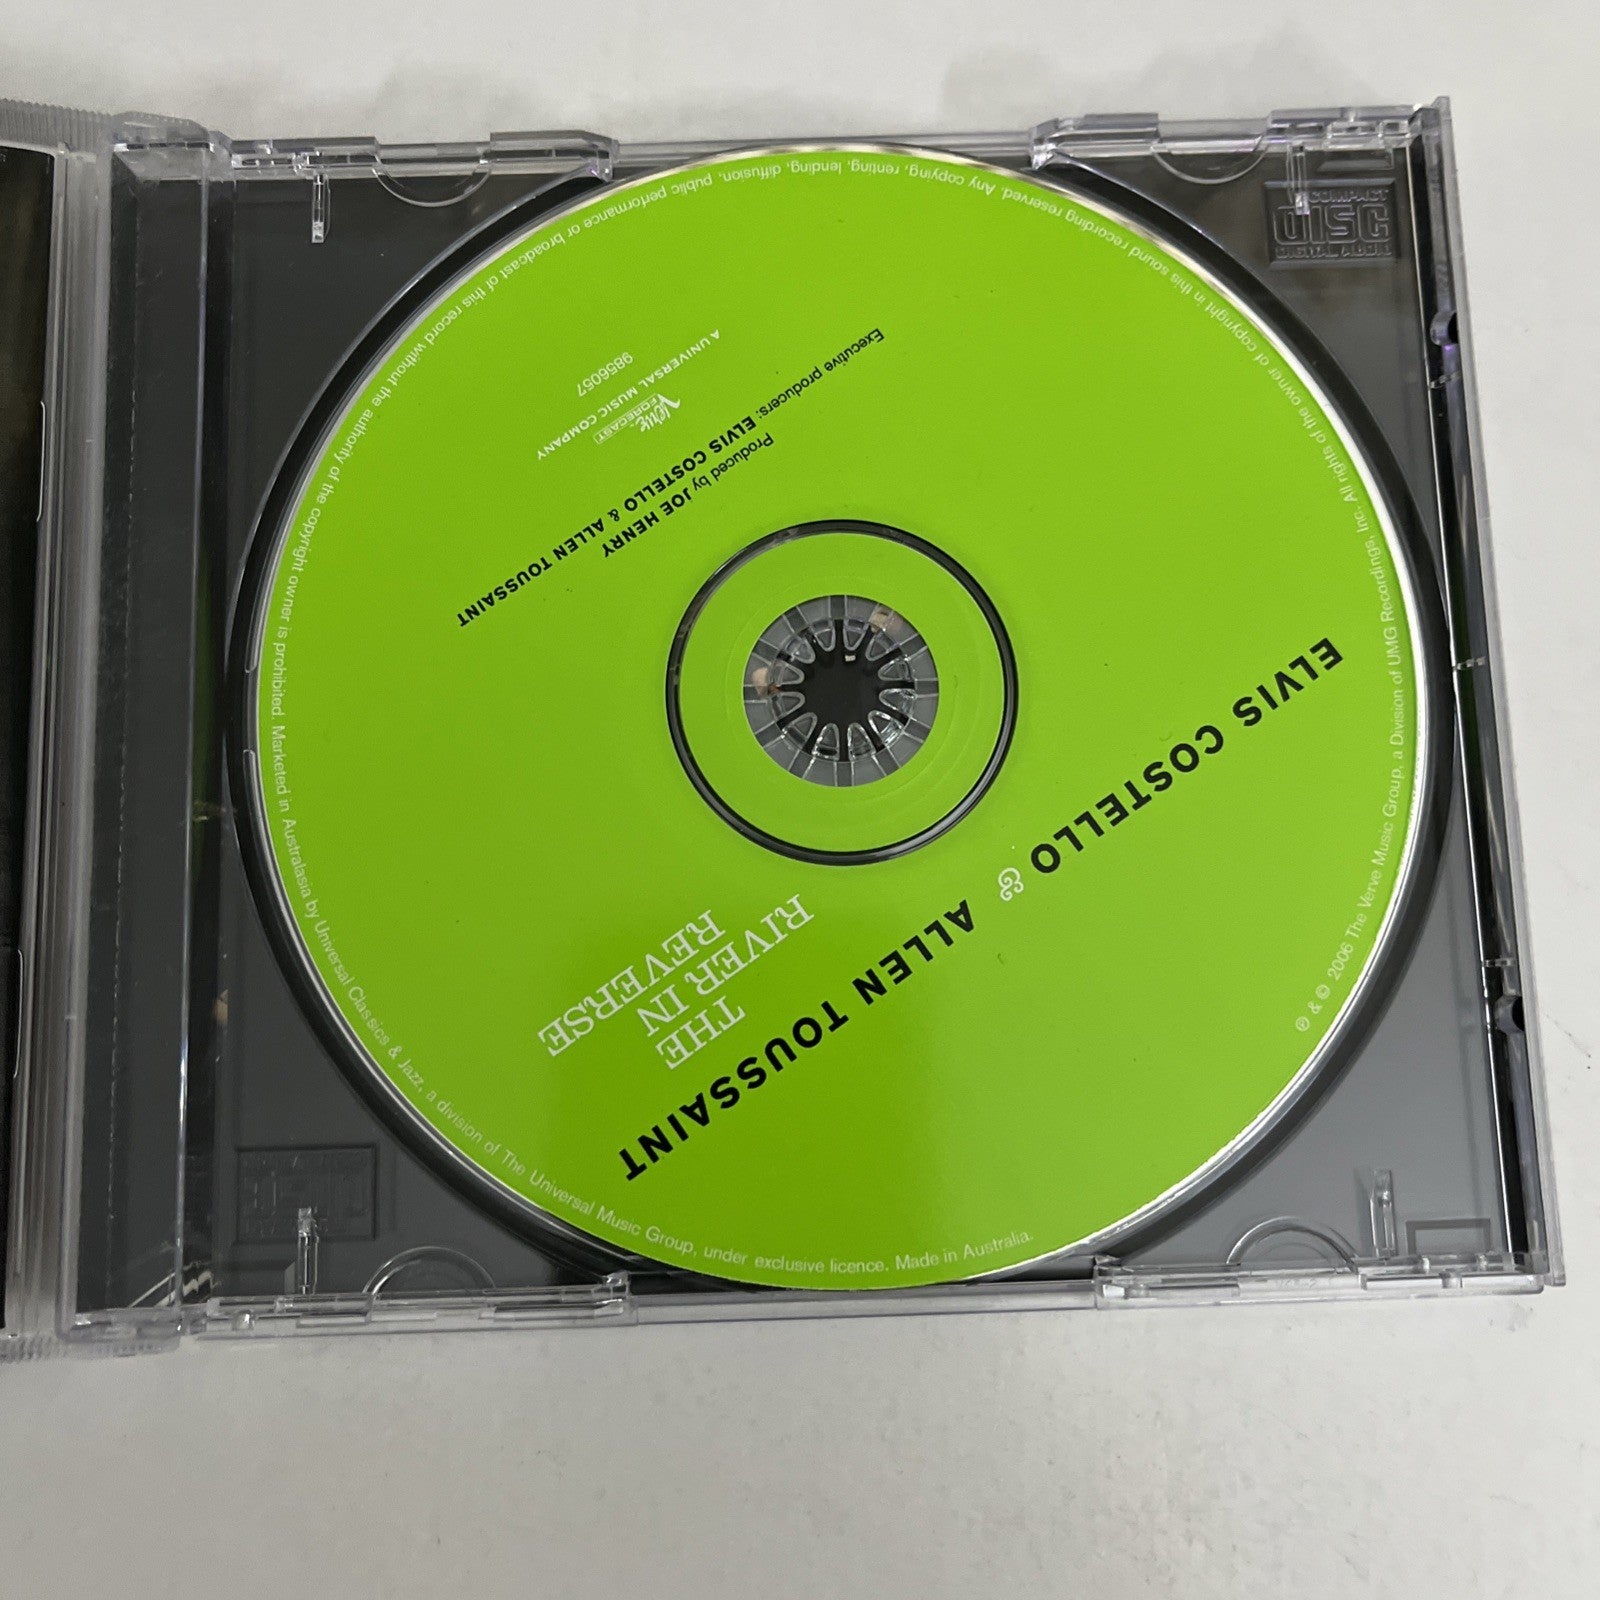 ELVIS COSTELLO & ALLEN TOUSSAINT
THE
RIVER IN
REVERSE
Produced by JOE HENRY
Executive producers: ELVIS COSTELLO & ALLEN TOUSSAINT
Verve
FORECAST
A UNIVERSAL MUSIC COMPANY
9856057
℗ & © 2006 The Verve Music Group, a Division of UMG Recordings, Inc. All rights of the owner of copyright in this sound recording reserved. Any copying, renting, lending, diffusion, public performance or broadcast of this record without the authority of the copyright owner is prohibited. Marketed in Australasia by Universal Classics & Jazz, a division of The Universal Music Group, under exclusive licence. Made in Australia.
COMPACT
disc
DIGITAL AUDIO